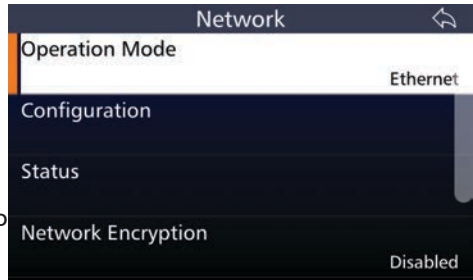 Network
Operation Mode
Ethernet
Configuration
Status
o
Network Encryption
Disabled